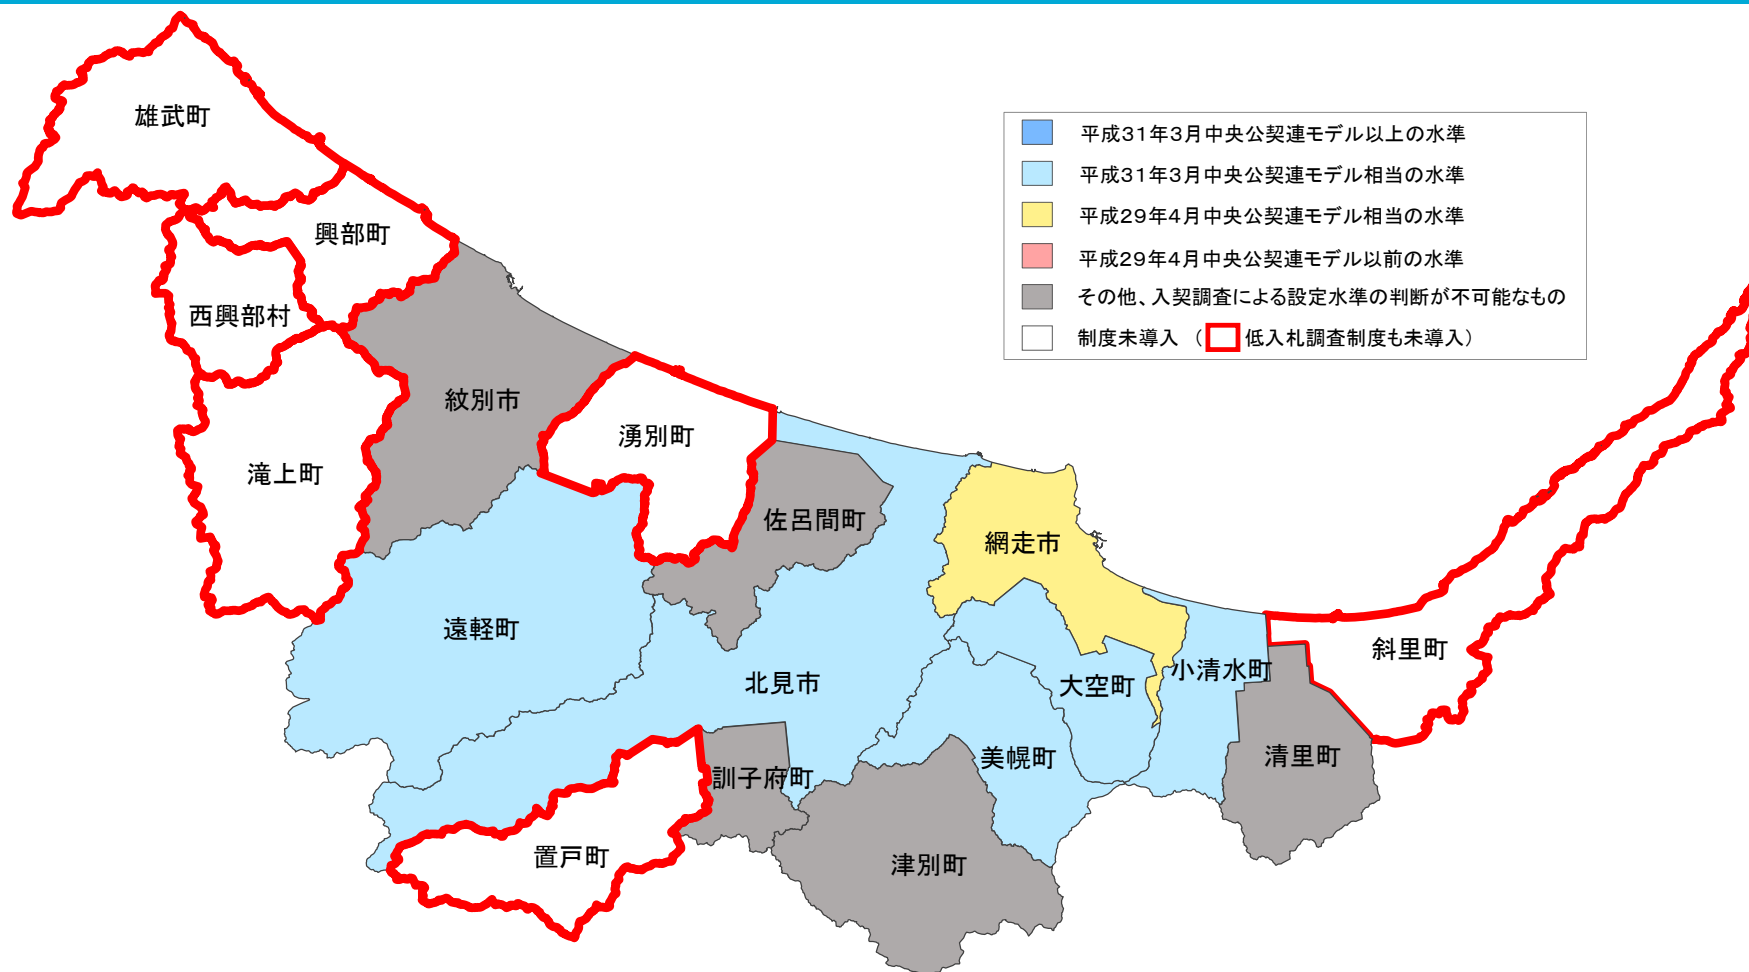 雄武町
興部町
西興部村
紋別市
滝上町
湧別町
佐呂間町
網走市
遠軽町
北見市
大空町
小清水町
斜里町
美幌町
清里町
訓子府町
置戸町
津別町
平成31年3月中央公契連モデル以上の水準
平成31年3月中央公契連モデル相当の水準
平成29年4月中央公契連モデル相当の水準
平成29年4月中央公契連モデル以前の水準
その他、入契調査による設定水準の判断が不可能なもの
制度未導入 ( 低入札調査制度も未導入)